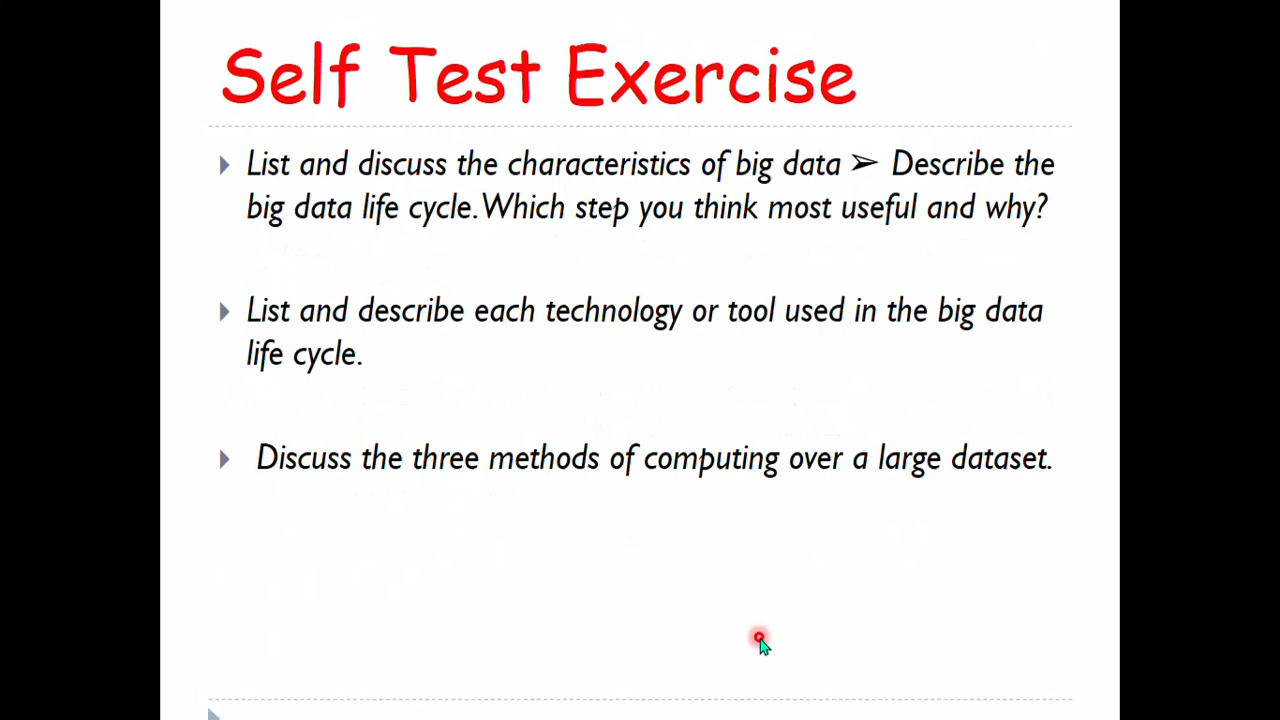 Self Test Exercise
List and discuss the characteristics of big data ➢ Describe the
big data life cycle. Which step you think most useful and why?
List and describe each technology or tool used in the big data
life cycle.
Discuss the three methods of computing over a large dataset.